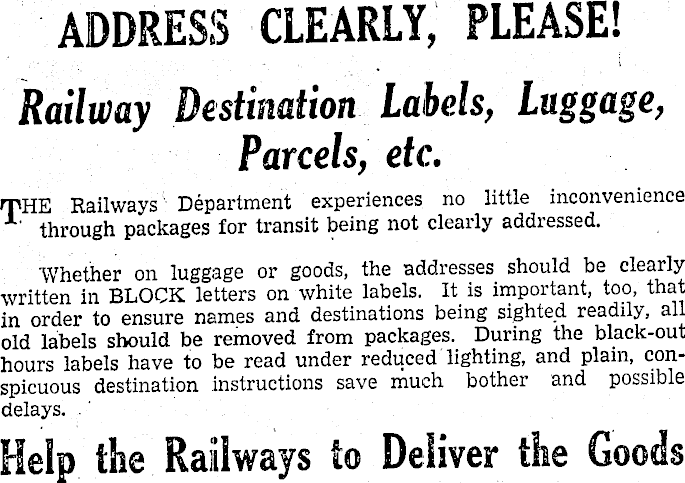 ADDRESS CLEARLY, PLEASE!
Railway Destination Labels, Luggage,
Parcels, etc.
THE Railways Department experiences no little inconvenience
through packages for transit being not clearly addressed.
Whether on luggage or goods, the addresses should be clearly
written in BLOCK letters on white labels. It is important, too, that
in order to ensure names and destinations being sighted readily, all
old labels should be removed from packages. During the black-out
hours labels have to be read under reduced lighting, and plain, con-
spicuous destination instructions save much bother and possible
delays.
Help the Railways to Deliver the Goods